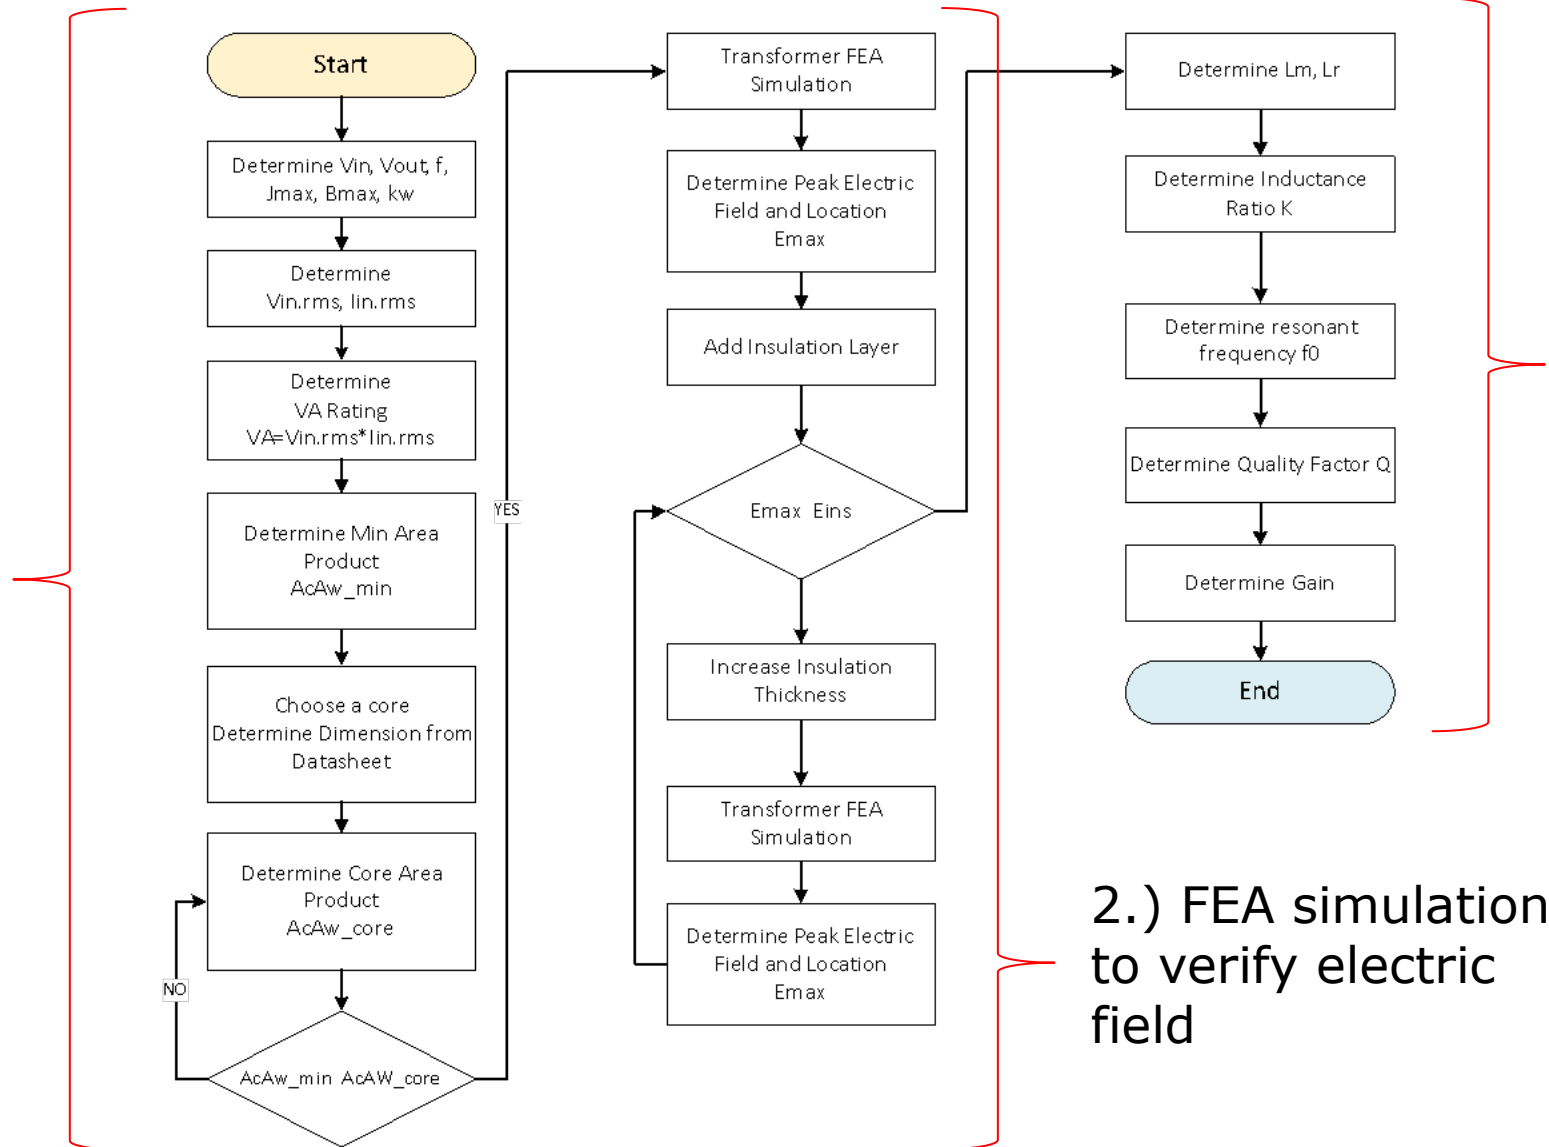 Start
Determine Vin, Vout, f,
Jmax, Bmax, kw
Determine
Vin.rms, Iin.rms
Determine
VA Rating
VA=Vin.rms*Iin.rms
Determine Min Area
Product
AcAw_min
Choose a core
Determine Dimension from
Datasheet
Determine Core Area
Product
AcAw_core
NO
AcAw_min AcAW_core
YES
Transformer FEA
Simulation
Determine Peak Electric
Field and Location
Emax
Add Insulation Layer
Emax Eins
Increase Insulation
Thickness
Transformer FEA
Simulation
Determine Peak Electric
Field and Location
Emax
Determine Lm, Lr
Determine Inductance
Ratio K
Determine resonant
frequency f0
Determine Quality Factor Q
Determine Gain
End
2.) FEA simulation
to verify electric
field